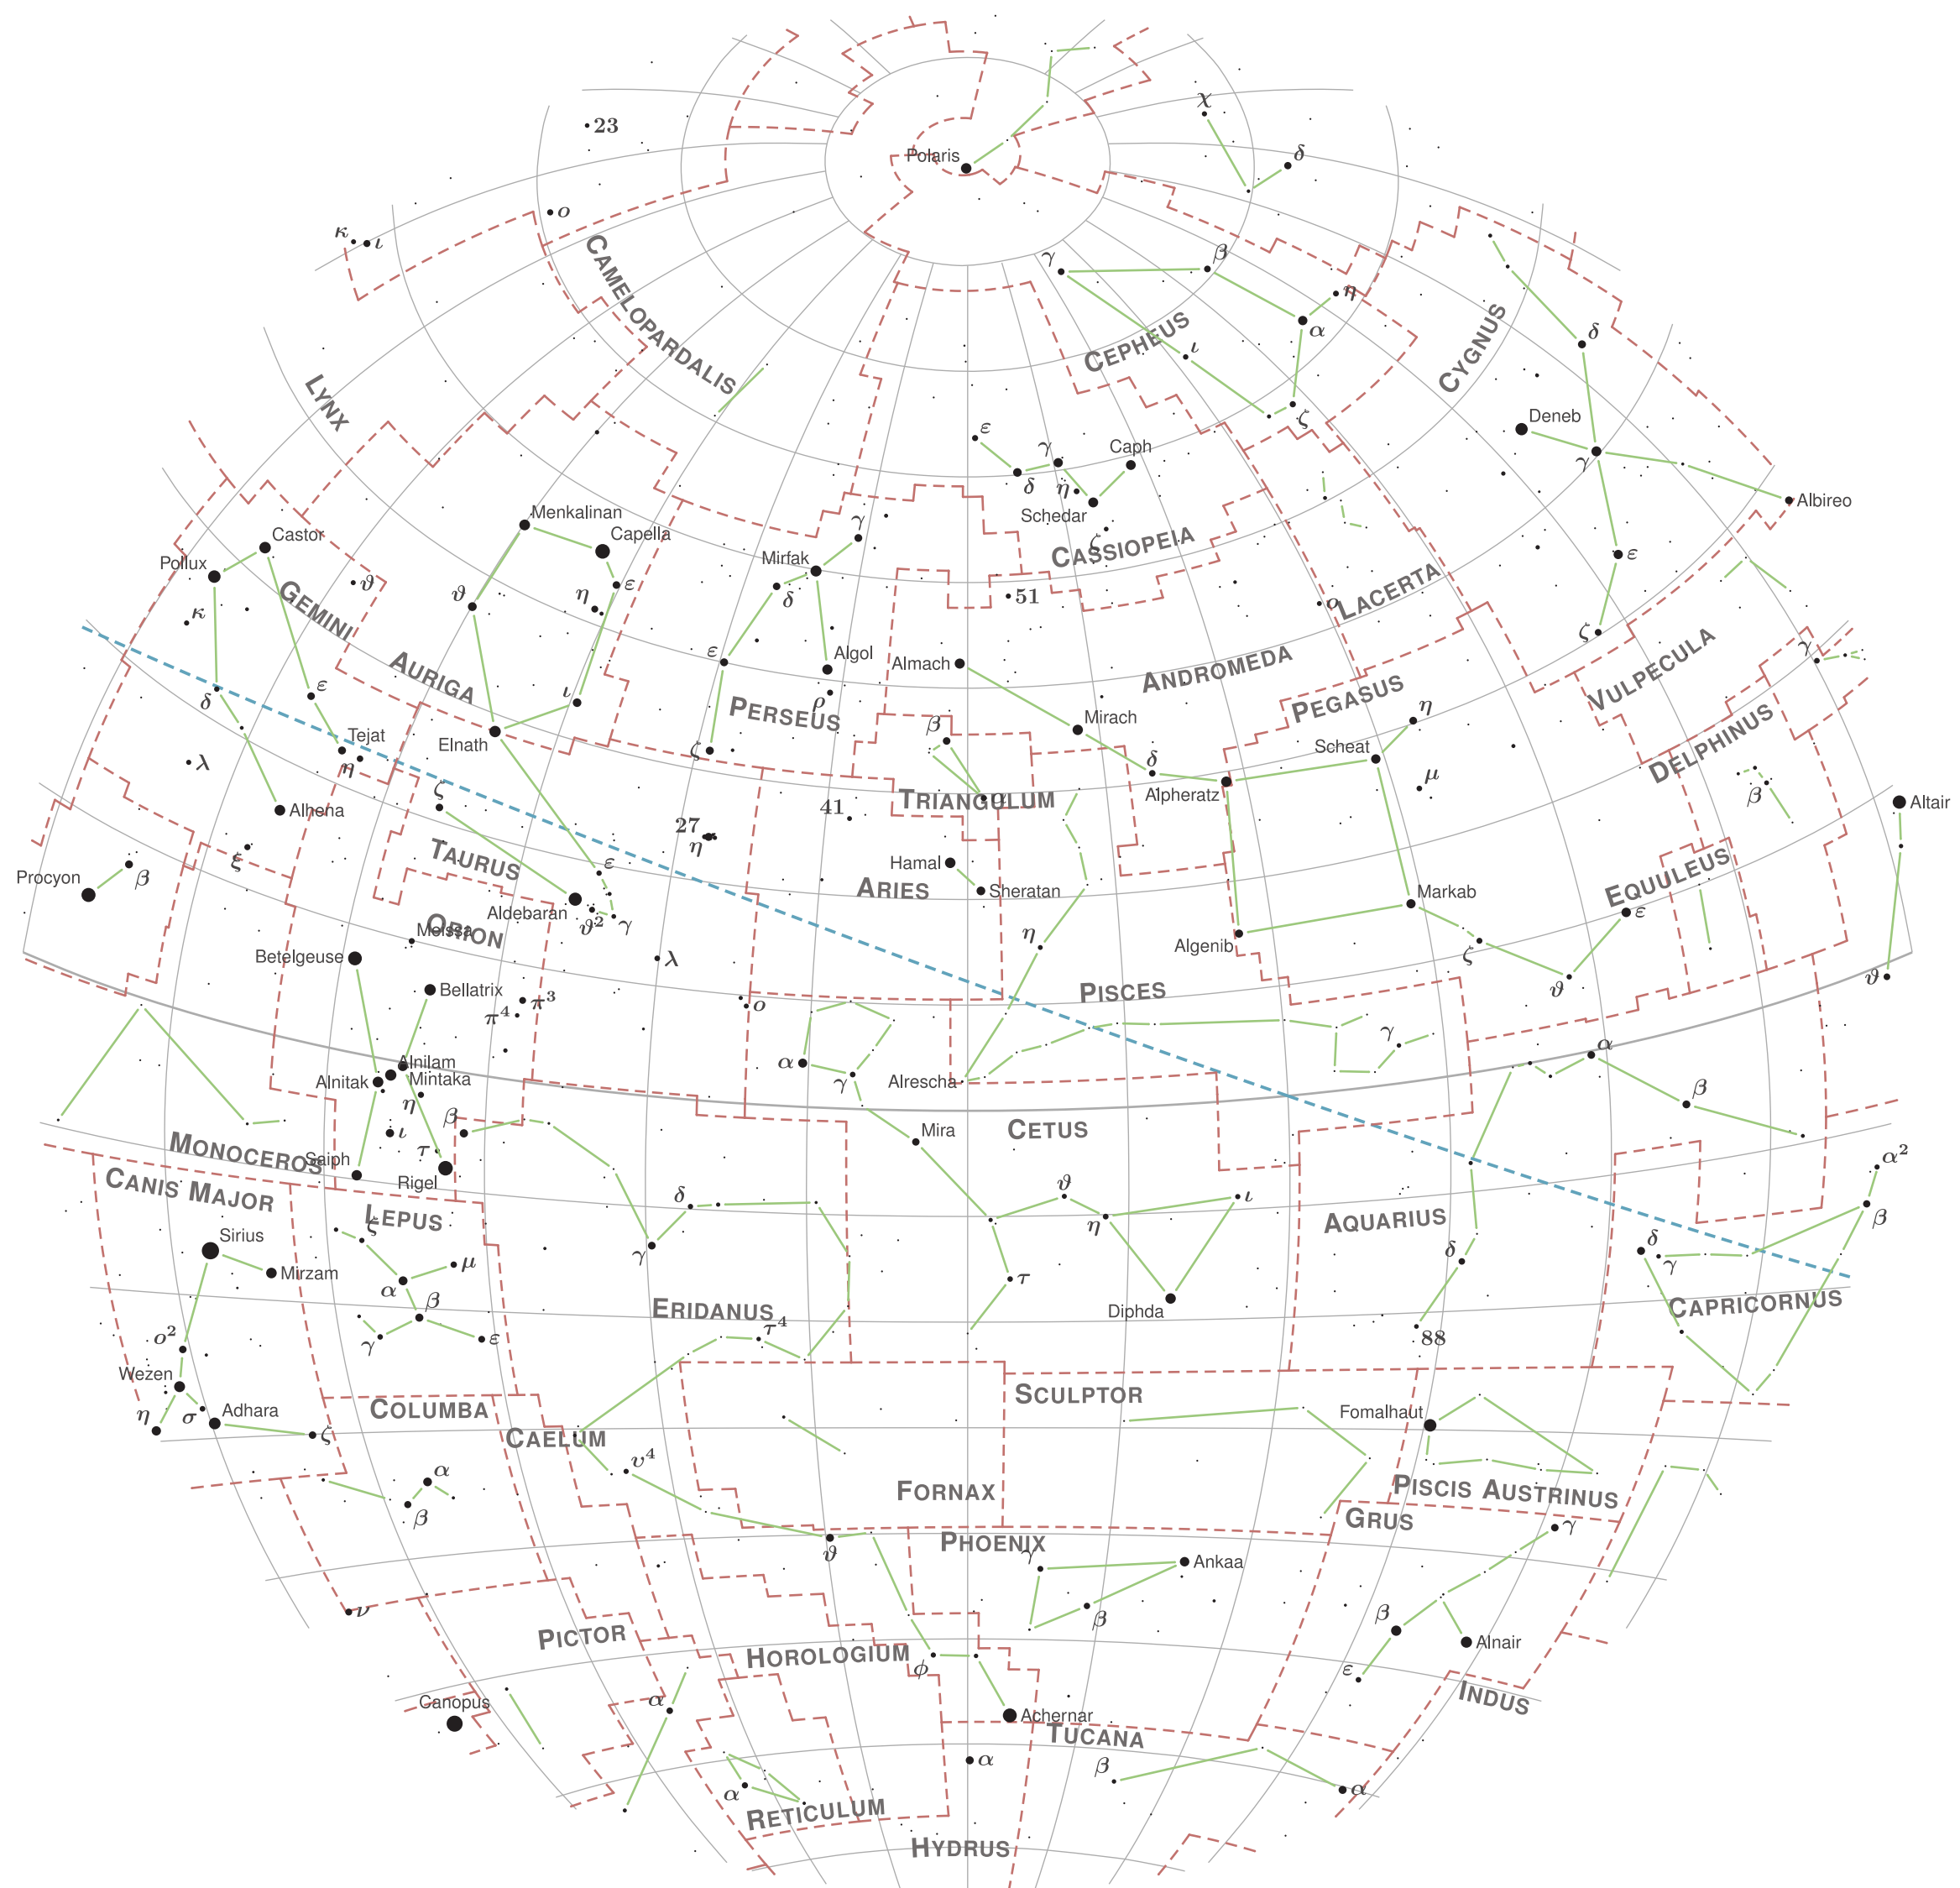 χ
23
δ
Polaris
κ ι
ο
γ
β
CAMELOPARDALIS
η
α
CEPHEUS
ι
CYGNUS
δ
LYNX
ζ
Deneb
ε
γ
Caph
γ
δ
η
Schedar
Albireo
Menkalinan
Capella
Castor
γ
ζ
CASSIOPEIA
Mirfak
Pollux
ε
ϑ
ϑ
ε
η
δ
51
ο
LACERTA
κ
GEMINI
ζ
AURIGA
ε
Algol
Almach
ANDROMEDA
VULPECULA
γ
ε
δ
ι
ρ
PERSEUS
β
Mirach
PEGASUS
η
Tejat
Elnath
ζ
Scheat
DELPHINUS
λ
η
δ
μ
ζ
TRIANGULUM
α
Alpheratz
β
Altair
Alhena
41
27
η
ξ
TAURUS
ε
Hamal
Procyon
β
ARIES
Sheratan
Markab
EQUULEUS
Aldebaran
ϑ2
γ
ε
Meissa
ORION
η
Algenib
ζ
Betelgeuse
λ
ϑ
ϑ
Bellatrix
π3
π4
ο
PISCES
γ
α
Alnilam
α
Alnitak
Mintaka
γ
Alrescha
η
β
β
Mira
CETUS
MONOCEROS
ι
τ
Saiph
Rigel
α2
CANIS MAJOR
δ
ϑ
ι
LEPUS
ζ
η
AQUARIUS
β
Sirius
γ
δ
δ
γ
Mirzam
μ
τ
α
β
ERIDANUS
Diphda
CAPRICORNUS
τ4
ο2
γ
ε
88
Wezen
SCULPTOR
COLUMBA
η
σ
Adhara
Fomalhaut
ζ
CAELUM
υ4
α
FORNAX
PISCIS AUSTRINUS
β
GRUS
γ
PHOENIX
ϑ
γ
Ankaa
ν
β
β
PICTOR
HOROLOGIUM
Alnair
ϕ
ε
Canopus
α
INDUS
Achernar
TUCANA
α
β
α
α
RETICULUM
HYDRUS